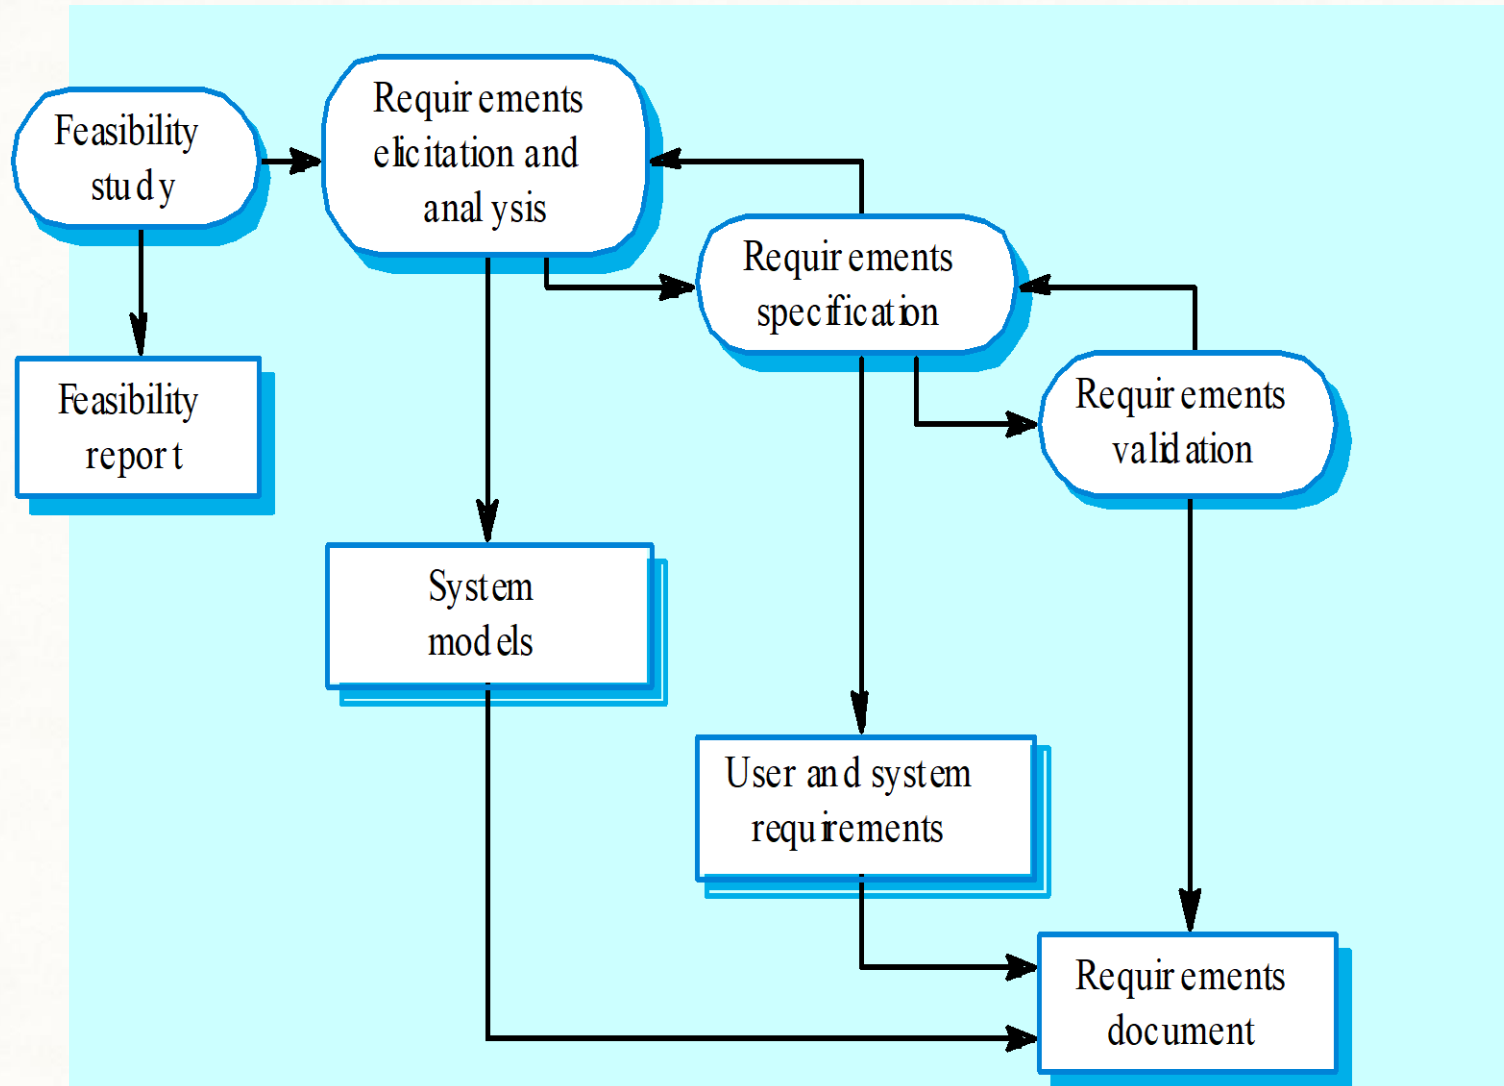 Feasibility
study
Requirements
elicitation and
analysis
Requirements
specification
Requirements
validation
Feasibility
report
System
models
User and system
requirements
Requirements
document